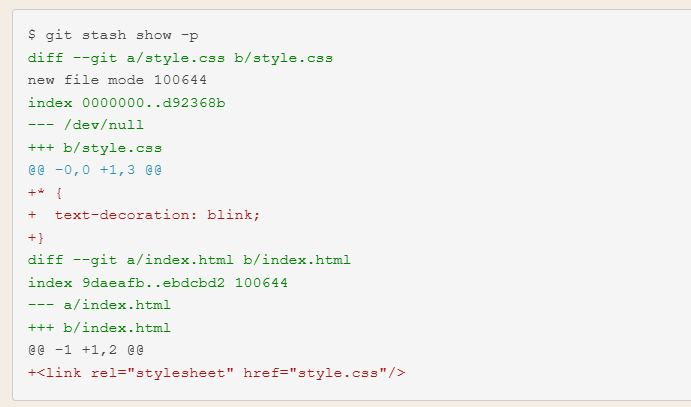 $ git stash show -p
diff --git a/style.css b/style.css
new file mode 100644
index 0000000..d92368b
--- /dev/null
+++ b/style.css
@@ -0,0 +1,3 @@
+* {
+  text-decoration: blink;
+}
diff --git a/index.html b/index.html
index 9daeafb..ebdcbd2 100644
--- a/index.html
+++ b/index.html
@@ -1 +1,2 @@
+<link rel="stylesheet" href="style.css"/>